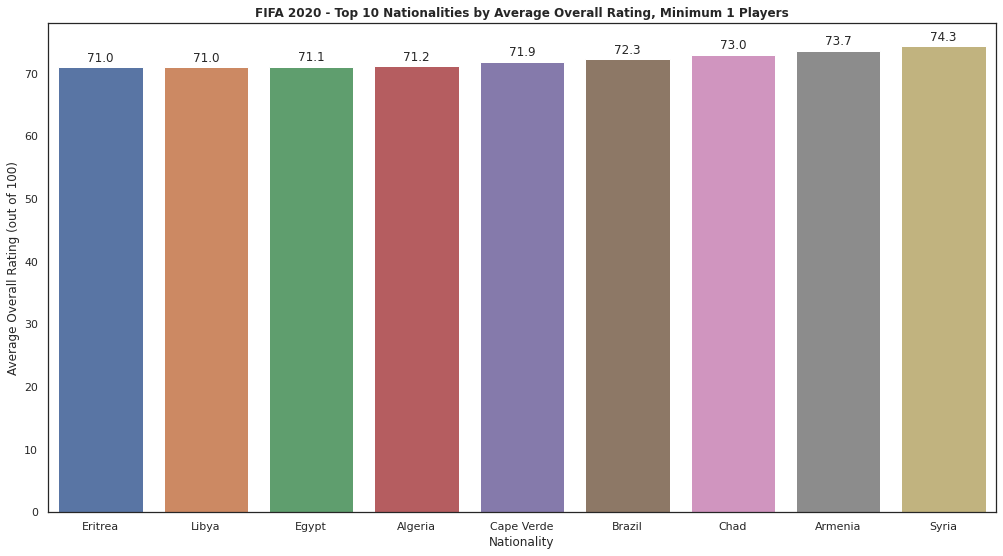 FIFA 2020 - Top 10 Nationalities by Average Overall Rating, Minimum 1 Players
Average Overall Rating (out of 100)
70
60
50
40
30
20
10
0
71.0
71.0
71.1
71.2
71.9
72.3
73.0
73.7
74.3
Eritrea
Libya
Egypt
Algeria
Cape Verde
Brazil
Chad
Armenia
Syria
Nationality